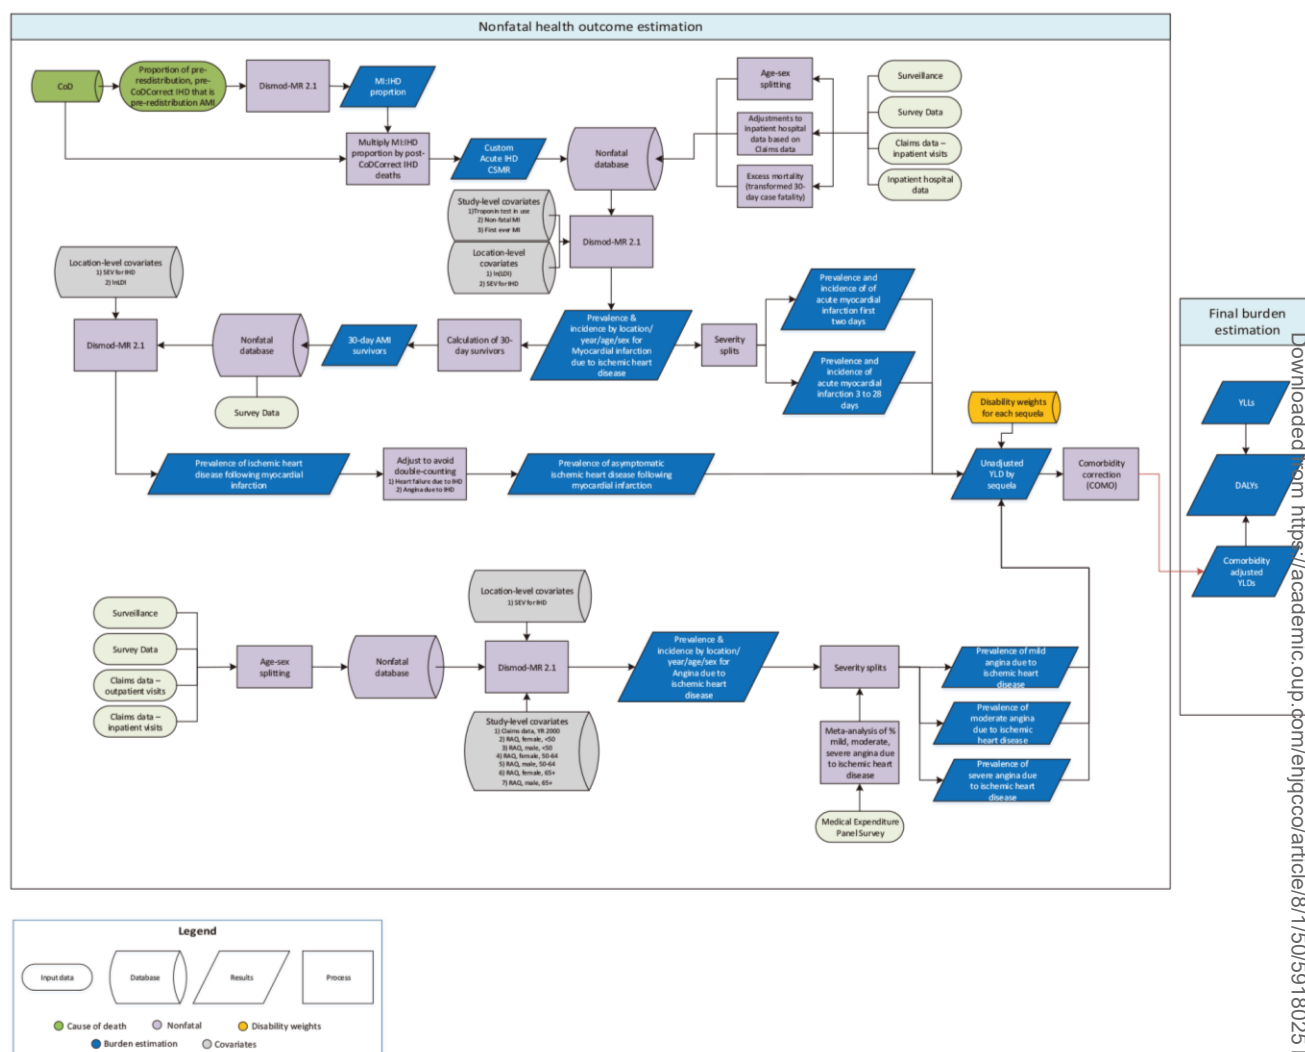 Nonfatal health outcome estimation
CoD
Proportion of pre-
resdistribution, pre-
CoDCorrect IHD that is
pre-redistribution AMI
Dismod-MR 2.1
MI:IHD
proprtion
Multiply MI:IHD
proportion by post-
CoDCorrect IHD
deaths
Custom
Acute IHD
CSMR
Nonfatal
database
Age-sex
splitting
Adjustments to
inpatient hospital
data based on
Claims data
Excess mortality
(transformed 30-
day case fatality)
Surveillance
Survey Data
Claims data –
inpatient visits
Inpatient hospital
data
Study-level covariates
1)Troponin test in use
2) Non-fatal MI
3) First ever MI
Location-level
covariates
1) ln(LDI)
2) SEV for IHD
Dismod-MR 2.1
Location-level covariates
1) SEV for IHD
2) lnLDI
Dismod-MR 2.1
Nonfatal
database
Survey Data
30-day AMI
survivors
Calculation of 30-
day survivors
Prevalence &
incidence by location/
year/age/sex for
Myocardial infarction
due to ischemic heart
disease
Severity
splits
Prevalence and
incidence of of
acute myocardial
infarction first
two days
Prevalence and
incidence of
acute myocardial
infarction 3 to 28
days
Disability weights
for each sequela
Prevalence of ischemic heart
disease following myocardial
infarction
Adjust to avoid
double-counting
1) Heart failure due to IHD
2) Angina due to IHD
Prevalence of asymptomatic
ischemic heart disease following
myocardial infarction
Unadjusted
YLD by
sequela
Comorbidity
correction
(COMO)
Final burden
estimation
YLLs
DALYs
Comorbidity
adjusted
YLDs
Surveillance
Survey Data
Claims data –
outpatient visits
Claims data –
inpatient visits
Age-sex
splitting
Nonfatal
database
Location-level covariates
1) SEV for IHD
Dismod-MR 2.1
Study-level covariates
1) Claims data, YR 2000
2) RAQ, female, <50
3) RAQ, male, <50
4) RAQ, female, 50-64
5) RAQ, male, 50-64
6) RAQ, female, 65+
7) RAQ, male, 65+
Prevalence &
incidence by location/
year/age/sex for
Angina due to
ischemic heart
disease
Severity splits
Meta-analysis of %
mild, moderate,
severe angina due
to ischemic heart
disease
Medical Expenditure
Panel Survey
Prevalence of mild
angina due to
ischemic heart
disease
Prevalence of
moderate angina
due to ischemic
heart disease
Prevalence of
severe angina due
to ischemic heart
disease
Legend
Input data
Database
Results
Process
Cause of death
Nonfatal
Disability weights
Burden estimation
Covariates
Downloaded from https://academic.oup.com/ehjqcco/article/8/1/50/5918025